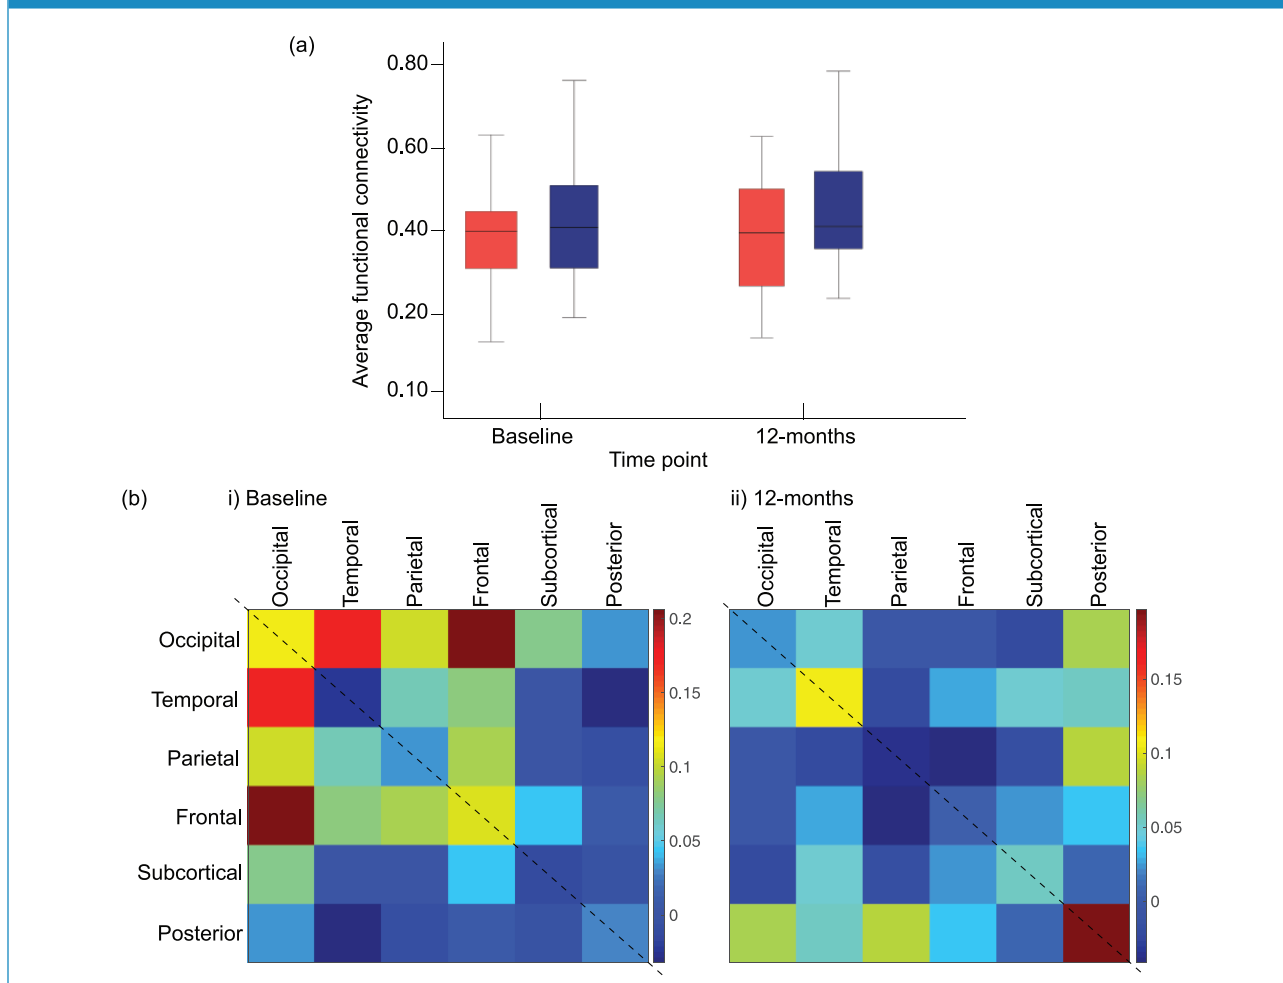 (a)
Average functional connectivity
0.80
0.60
0.40
0.20
0.10
Baseline
12-months
Time point
(b)
i) Baseline
Occipital
Temporal
Parietal
Frontal
Subcortical
Posterior
Occipital
Temporal
Parietal
Frontal
Subcortical
Posterior
0.2
0.15
0.1
0.05
0
ii) 12-months
Occipital
Temporal
Parietal
Frontal
Subcortical
Posterior
0.15
0.1
0.05
0